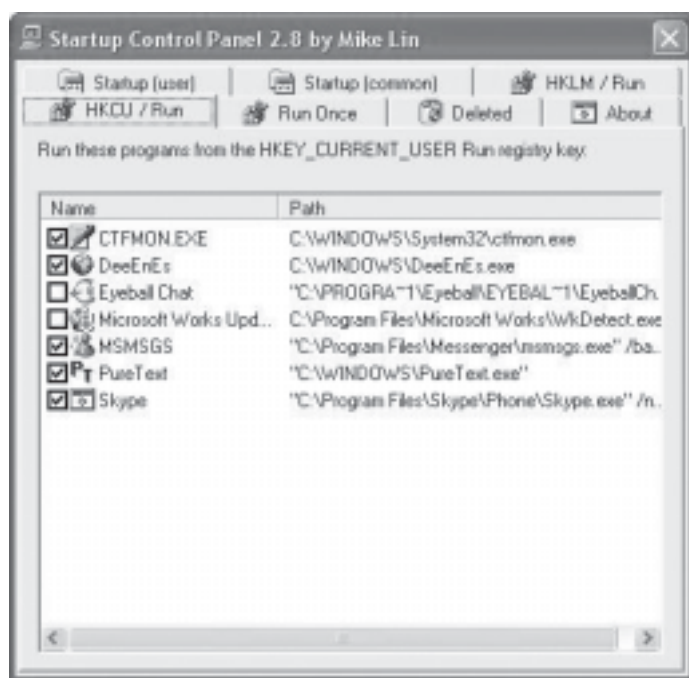 Startup Control Panel 2.8 by Mike Lin
Startup (user) Startup (common) HKLM / Run
HKCU / Run Run Once Deleted About
Run these programs from the HKEY_CURRENT_USER Run registry key:
Name Path
CTFMON.EXE C:\WINDOWS\System32\ctfmon.exe
DeeEnEs C:\WINDOWS\DeeEnEs.exe
Eyeball Chat "C:\PROGRA~1\Eyeball\EYEBAL~1\EyeballCh.
Microsoft Works Upd... C:\Program Files\Microsoft Works\WkDetect.exe
MSMSGS "C:\Program Files\Messenger\msmsgs.exe" /ba..
PT PureText "C:\WINDOWS\PureText.exe"
Skype "C:\Program Files\Skype\Phone\Skype.exe" /n..